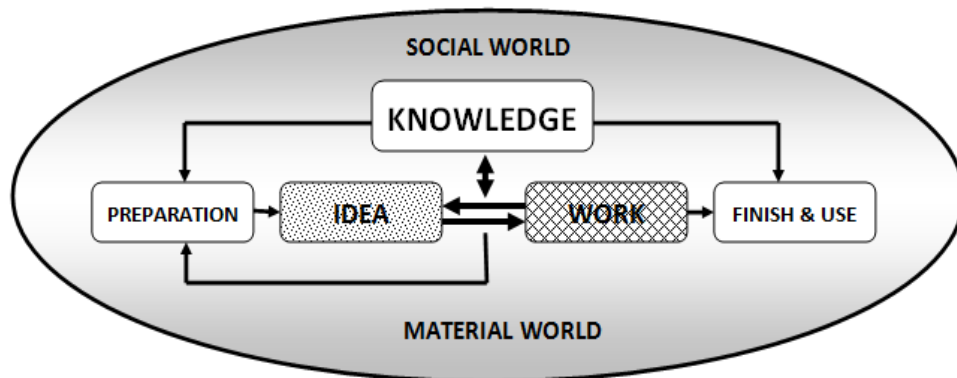 SOCIAL WORLD
KNOWLEDGE
PREPARATION
IDEA
WORK
FINISH & USE
MATERIAL WORLD